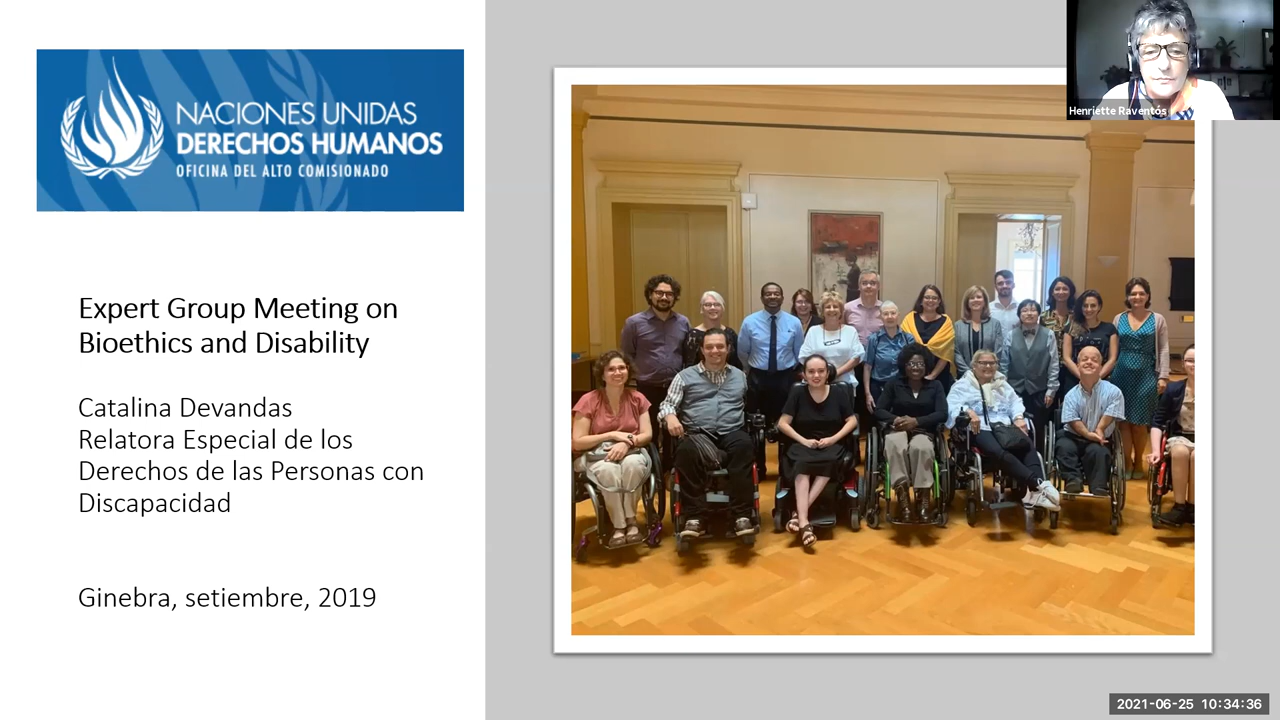 NACIONES UNIDAS
DERECHOS HUMANOS
OFICINA DEL ALTO COMISIONADO
Expert Group Meeting on
Bioethics and Disability
Catalina Devandas
Relatora Especial de los
Derechos de las Personas con
Discapacidad
Ginebra, setiembre, 2019
Henriette Raventós
2021-06-25 10:34:36